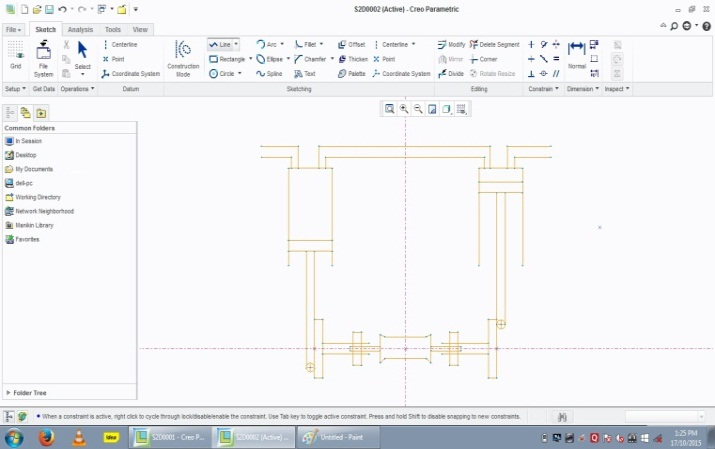 S2D0002 (Active) - Creo Parametric
File Sketch Analysis Tools View
Centerline Line Arc Fillet Offset Centerline Modify Delete Segment
Point Rectangle Ellipse Chamfer Thicken Point Mirror Corner
Coordinate System Circle Spline Text Palette Coordinate System Divide Rotate Resize
Grid File System Select Construction Mode Normal
Setup Get Data Operations Datum Sketching Editing Constrain Dimension Inspect
Common Folders
In Session
Desktop
My Documents
dell-pc
Working Directory
Network Neighborhood
Manikin Library
Favorites
Folder Tree
When a constraint is active, right click to cycle through lock/disable/enable the constraint. Use Tab key to toggle active constraint. Press and hold Shift to disable snapping to new constraints.
idea S2D0001 - Creo P... S2D0002 (Active) ... Untitled - Paint
5:25 PM
17/10/2015